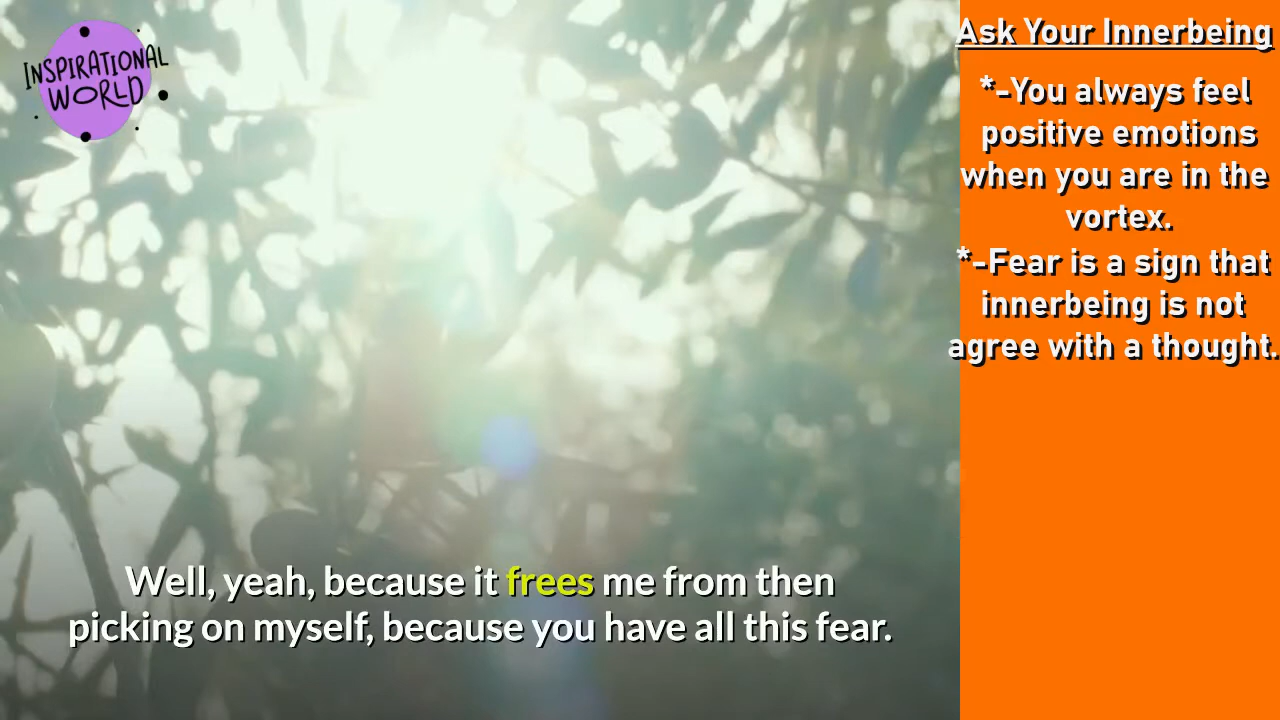 INSPIRATIONAL
WORLD
Ask Your Innerbeing
*-You always feel
positive emotions
when you are in the
vortex.
*-Fear is a sign that
innerbeing is not
agree with a thought.
Well, yeah, because it frees me from then
picking on myself, because you have all this fear.